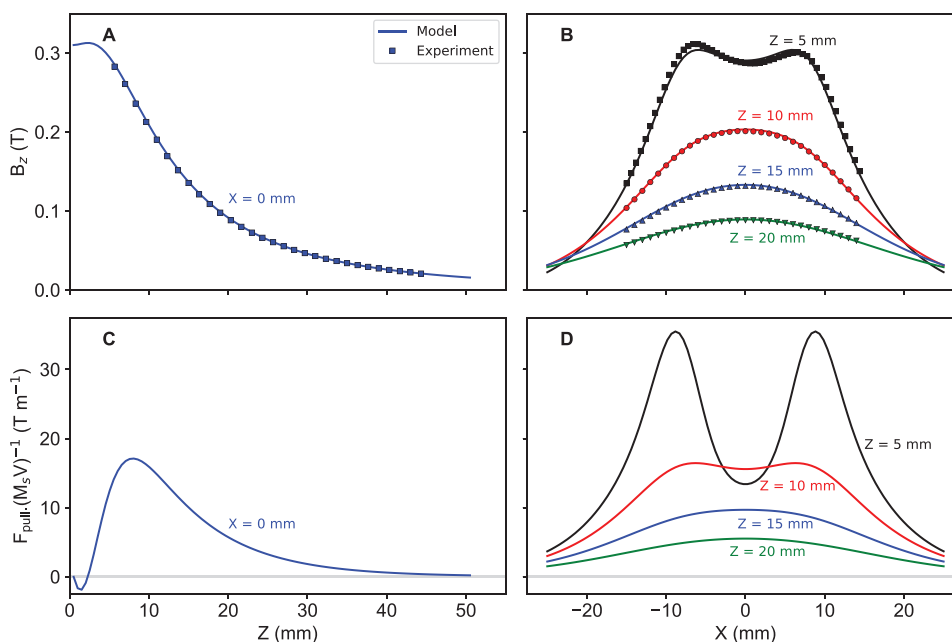 A
Model
Experiment
X = 0 mm
B_z (T)
0.3
0.2
0.1
0.0
B
Z = 5 mm
Z = 10 mm
Z = 15 mm
Z = 20 mm
C
X = 0 mm
F_pull·(M_sV)⁻¹ (T m⁻¹)
30
20
10
0
0 10 20 30 40 50
Z (mm)
D
Z = 5 mm
Z = 10 mm
Z = 15 mm
Z = 20 mm
−20 −10 0 10 20
X (mm)